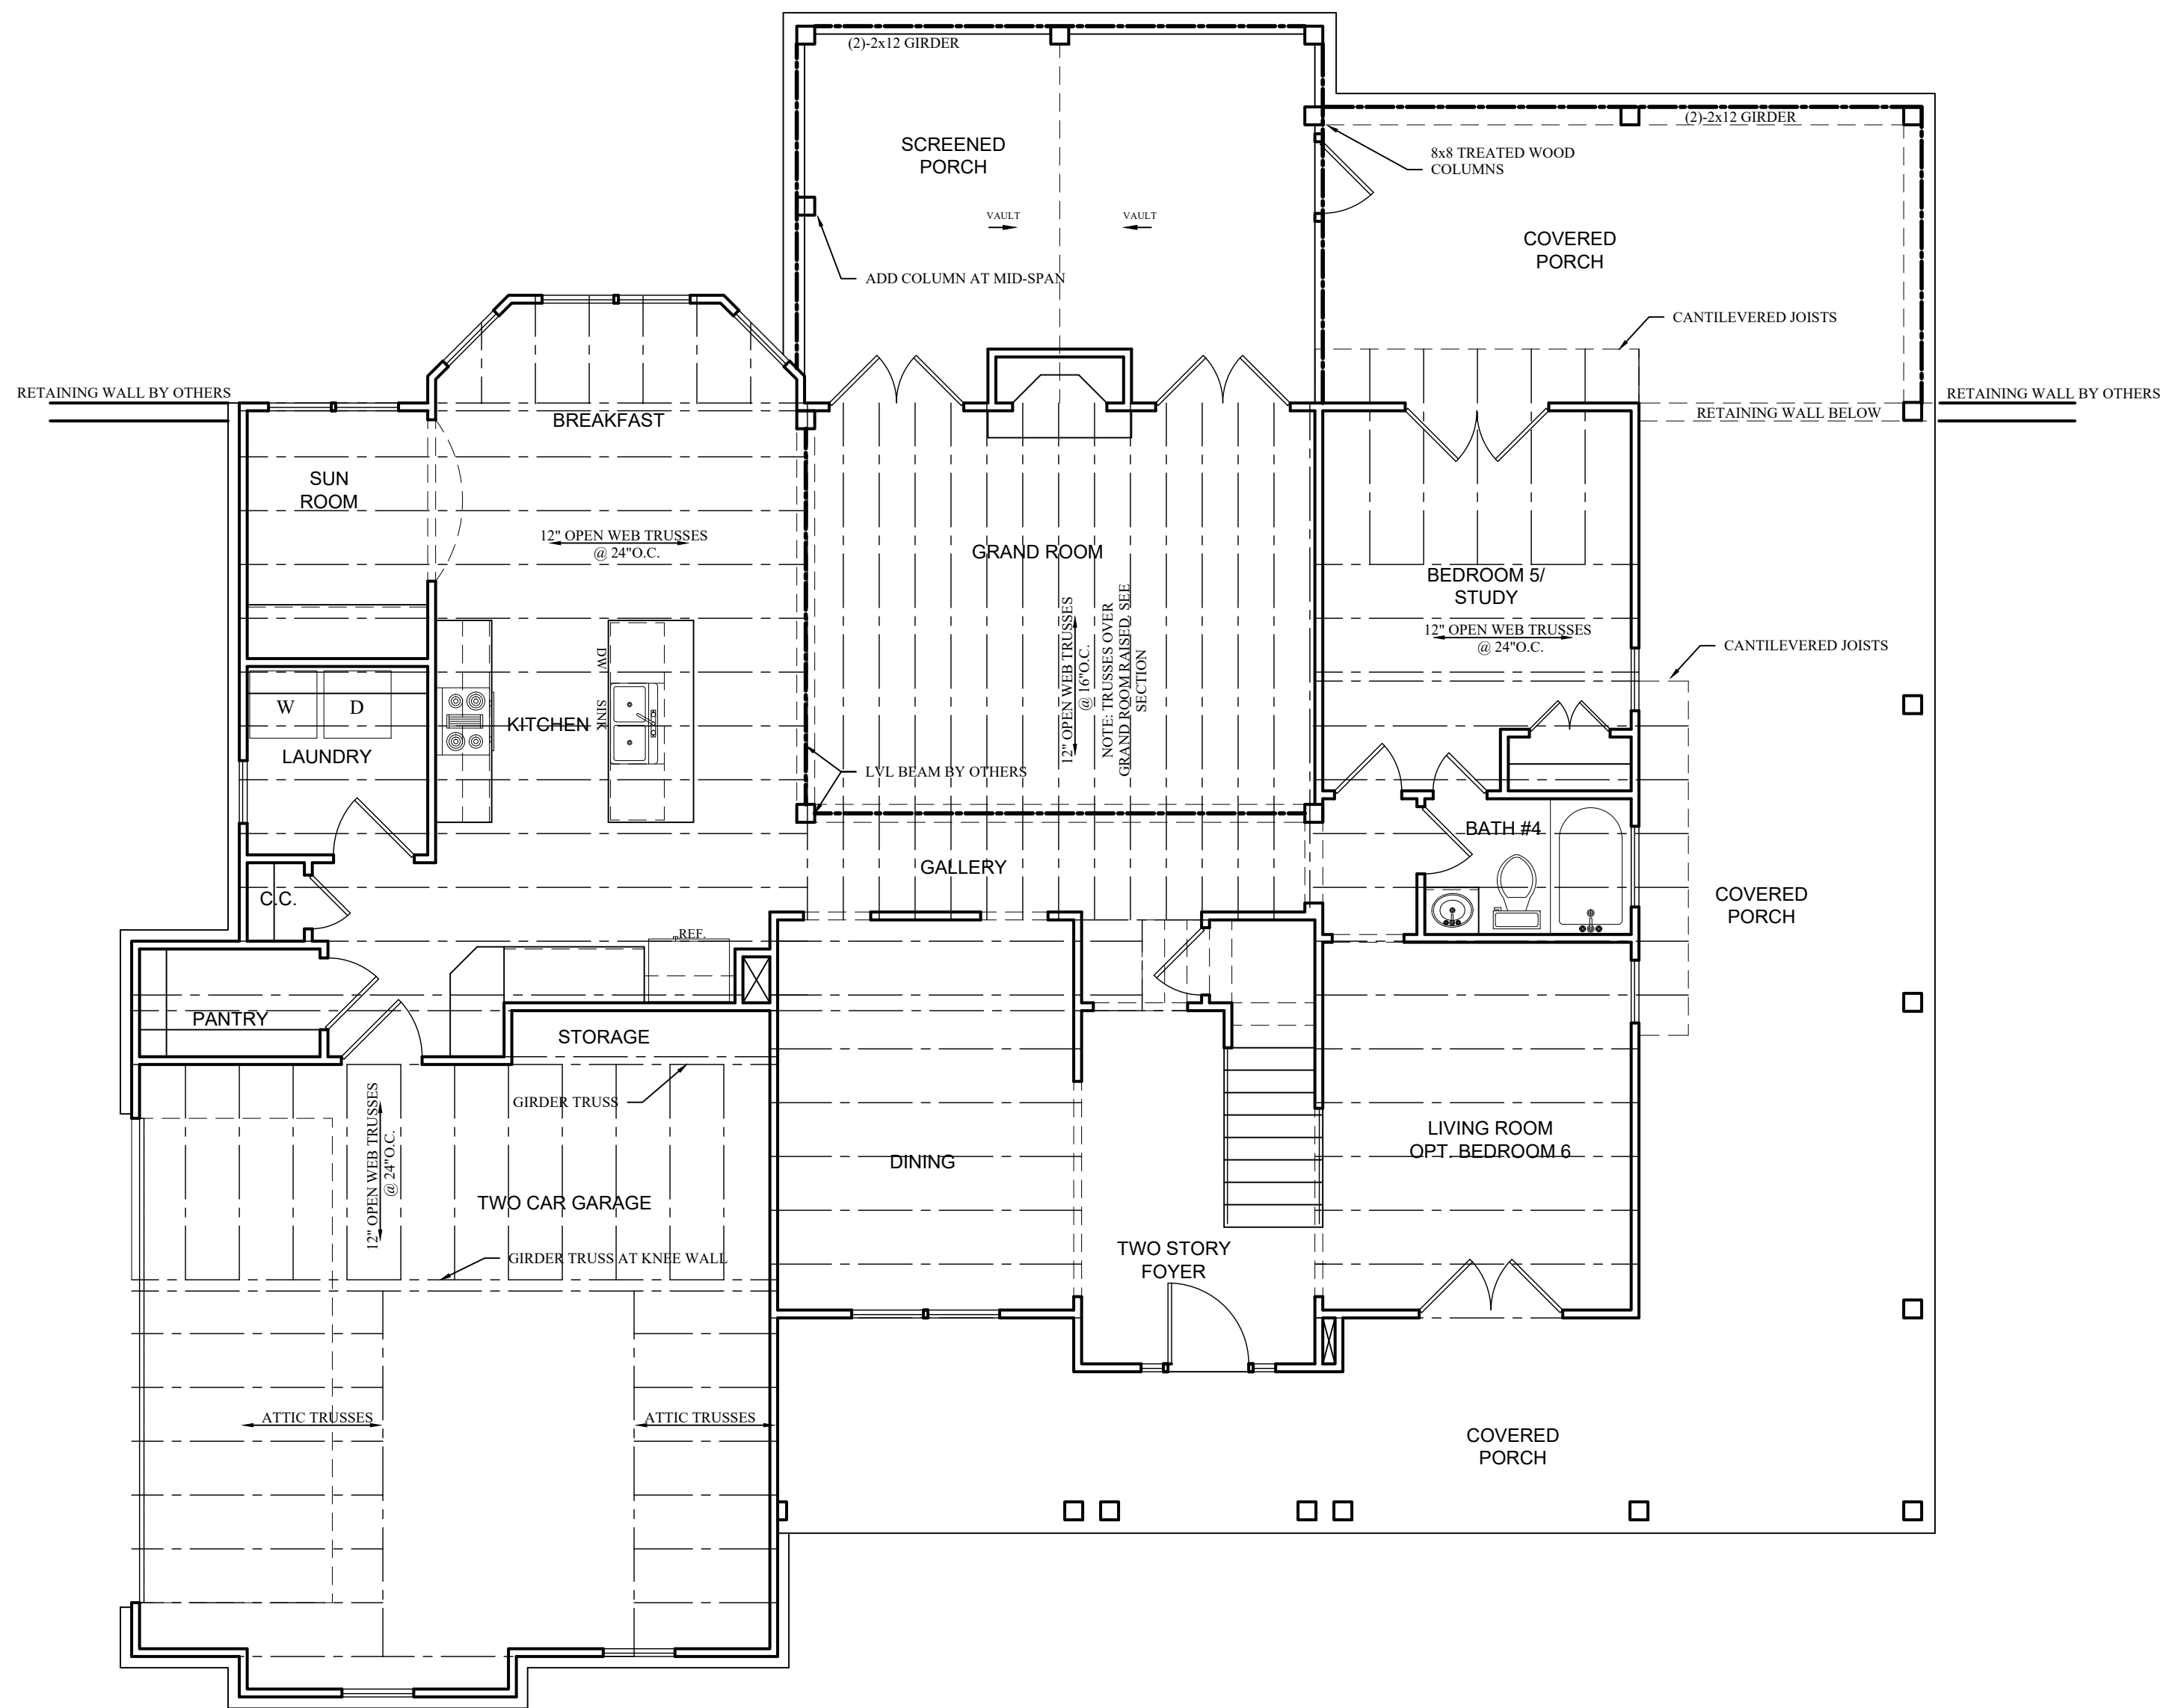 (2)-2x12 GIRDER
(2)-2x12 GIRDER
SCREENED
PORCH
8x8 TREATED WOOD
COLUMNS
VAULT
VAULT
COVERED
PORCH
ADD COLUMN AT MID-SPAN
CANTILEVERED JOISTS
RETAINING WALL BY OTHERS
RETAINING WALL BY OTHERS
RETAINING WALL BELOW
BREAKFAST
SUN
ROOM
12" OPEN WEB TRUSSES
@ 24"O.C.
GRAND ROOM
BEDROOM 5/
STUDY
12" OPEN WEB TRUSSES
@ 24"O.C.
12" OPEN WEB TRUSSES
@ 16"O.C.
NOTE: TRUSSES OVER
GRAND ROOM RAISED, SEE
SECTION
CANTILEVERED JOISTS
DW
SINK
W
D
KITCHEN
LAUNDRY
LVL BEAM BY OTHERS
BATH #4
GALLERY
C.C.
COVERED
PORCH
REF.
PANTRY
STORAGE
GIRDER TRUSS
12" OPEN WEB TRUSSES
@ 24"O.C.
LIVING ROOM
OPT. BEDROOM 6
DINING
TWO CAR GARAGE
GIRDER TRUSS AT KNEE WALL
TWO STORY
FOYER
ATTIC TRUSSES
ATTIC TRUSSES
COVERED
PORCH